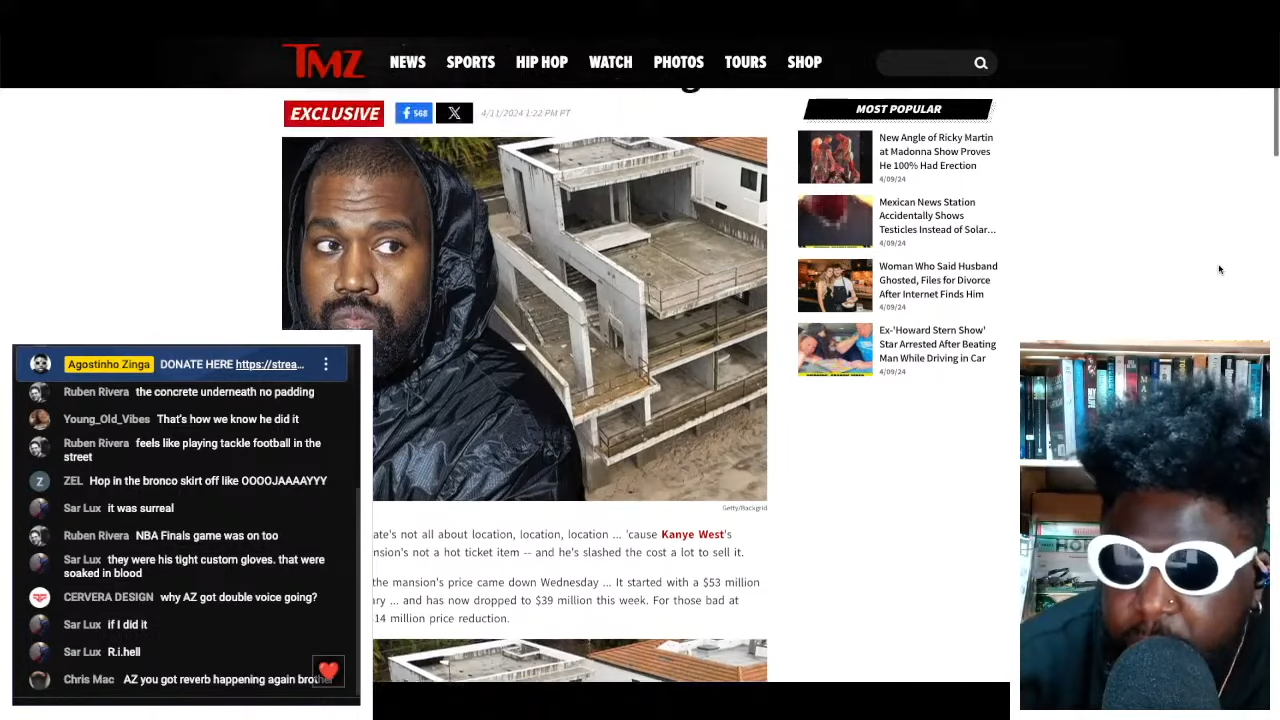 TMZ
NEWS
SPORTS
HIP HOP
WATCH
PHOTOS
TOURS
SHOP
EXCLUSIVE
568
4/11/2024 1:22 PM PT
MOST POPULAR
New Angle of Ricky Martin
at Madonna Show Proves
He 100% Had Erection
4/09/24
Mexican News Station
Accidentally Shows
Testicles Instead of Solar...
4/09/24
Woman Who Said Husband
Ghosted, Files for Divorce
After Internet Finds Him
4/09/24
Ex-'Howard Stern Show'
Star Arrested After Beating
Man While Driving in Car
4/09/24
Getty/Backgrid
ate's not all about location, location, location ... 'cause Kanye West's
nsion's not a hot ticket item -- and he's slashed the cost a lot to sell it.
the mansion's price came down Wednesday ... It started with a $53 million
ry ... and has now dropped to $39 million this week. For those bad at
14 million price reduction.
Agostinho Zinga DONATE HERE https://strea...
Ruben Rivera the concrete underneath no padding
Young_Old_Vibes That's how we know he did it
Ruben Rivera feels like playing tackle football in the
street
Z ZEL Hop in the bronco skirt off like OOOOJAAAAYYY
Sar Lux it was surreal
Ruben Rivera NBA Finals game was on too
Sar Lux they were his tight custom gloves. that were
soaked in blood
CERVERA DESIGN why AZ got double voice going?
Sar Lux if I did it
Sar Lux R.i.hell
Chris Mac AZ you got reverb happening again brother